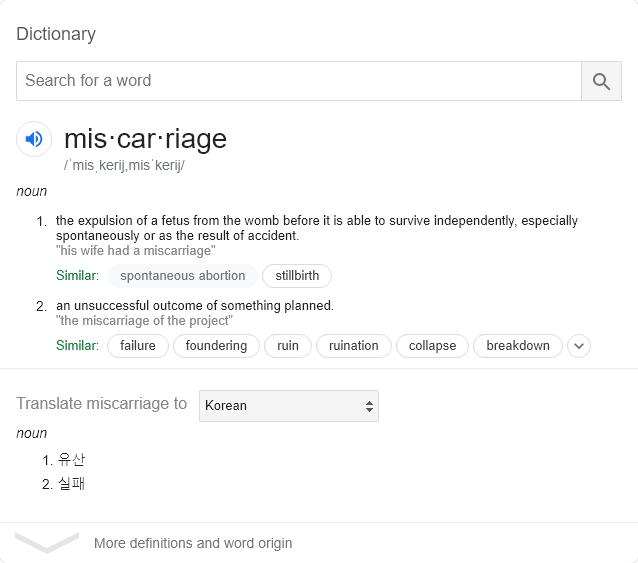 Dictionary
Search for a word
mis·car·riage
/ˈmisˌkerij,misˈkerij/
noun
1. the expulsion of a fetus from the womb before it is able to survive independently, especially
spontaneously or as the result of accident.
"his wife had a miscarriage"
Similar: spontaneous abortion stillbirth
2. an unsuccessful outcome of something planned.
"the miscarriage of the project"
Similar: failure foundering ruin ruination collapse breakdown
Translate miscarriage to Korean
noun
1. 유산
2. 실패
More definitions and word origin